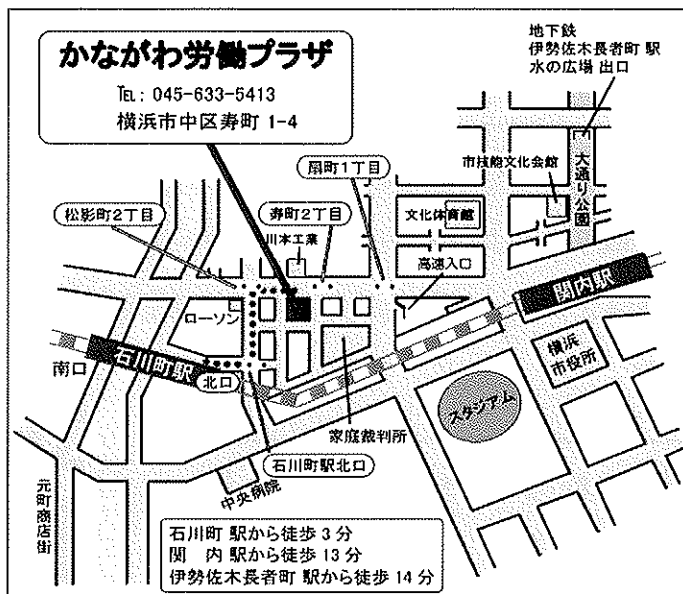 かながわ労働プラザ
TEL: 045-633-5413
横浜市中区寿町 1-4
地下鉄
伊勢佐木長者町 駅
水の広場 出口
市技能文化会館
大通り公園
扇町1丁目
松影町2丁目
寿町2丁目
川本工業
文化体育館
高速入口
関内駅
ローソン
石川町駅
南口
北口
横浜
市役所
スタジアム
家庭裁判所
石川町駅北口
中央病院
元町商店街
石川町 駅から徒歩 3 分
関 内 駅から徒歩 13 分
伊勢佐木長者町 駅から徒歩 14 分